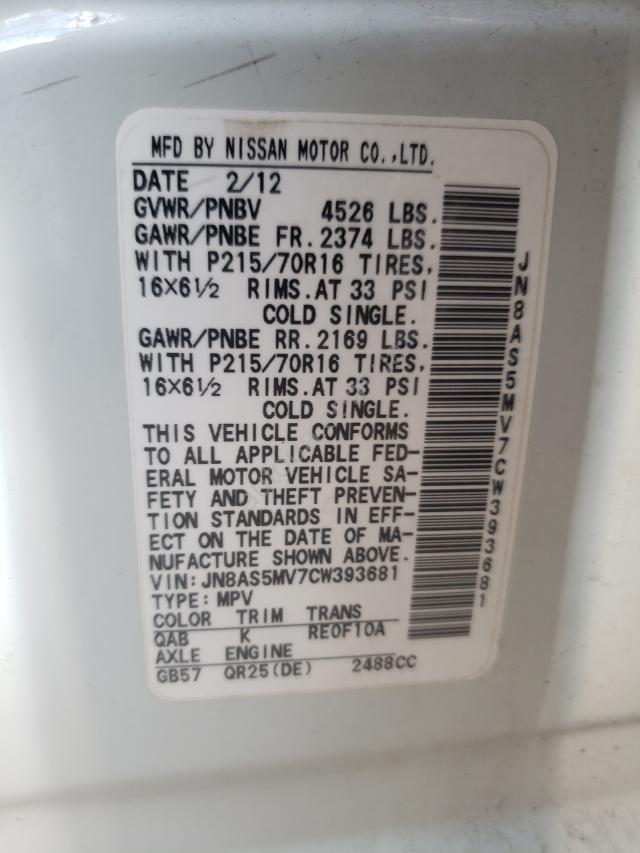 MFD BY NISSAN MOTOR CO.,LTD.
DATE 2/12
GVWR/PNBV 4526 LBS.
GAWR/PNBE FR.2374 LBS.
WITH P215/70R16 TIRES,
16X6½ RIMS.AT 33 PSI
COLD SINGLE.
GAWR/PNBE RR.2169 LBS.
WITH P215/70R16 TIRES,
16X6½ RIMS.AT 33 PSI
COLD SINGLE.
THIS VEHICLE CONFORMS
TO ALL APPLICABLE FED-
ERAL MOTOR VEHICLE SA-
FETY AND THEFT PREVEN-
TION STANDARDS IN EFF-
ECT ON THE DATE OF MA-
NUFACTURE SHOWN ABOVE.
VIN:JN8AS5MV7CW393681
TYPE:MPV
COLOR TRIM TRANS
QAB K RE0F10A
AXLE ENGINE
GB57 QR25(DE) 2488CC
JN8AS5MV7CW393681